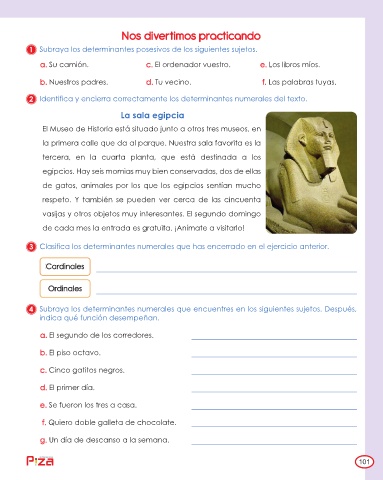 Nos divertimos practicando
1 Subraya los determinantes posesivos de los siguientes sujetos.
a. Su camión.
c. El ordenador vuestro.
e. Los libros míos.
b. Nuestros padres.
d. Tu vecino.
f. Las palabras tuyas.
2 Identifica y encierra correctamente los determinantes numerales del texto.
La sala egipcia
El Museo de Historia está situado junto a otros tres museos, en
la primera calle que da al parque. Nuestra sala favorita es la
tercera, en la cuarta planta, que está destinada a los
egipcios. Hay seis momias muy bien conservadas, dos de ellas
de gatos, animales por los que los egipcios sentían mucho
respeto. Y también se pueden ver cerca de las cincuenta
vasijas y otros objetos muy interesantes. El segundo domingo
de cada mes la entrada es gratuita. ¡Anímate a visitarlo!
3 Clasifica los determinantes numerales que has encerrado en el ejercicio anterior.
Cardinales
Ordinales
4 Subraya los determinantes numerales que encuentres en los siguientes sujetos. Después,
indica qué función desempeñan.
a. El segundo de los corredores.
b. El piso octavo.
c. Cinco gatitos negros.
d. El primer día.
e. Se fueron los tres a casa.
f. Quiero doble galleta de chocolate.
g. Un día de descanso a la semana.
P:za
101